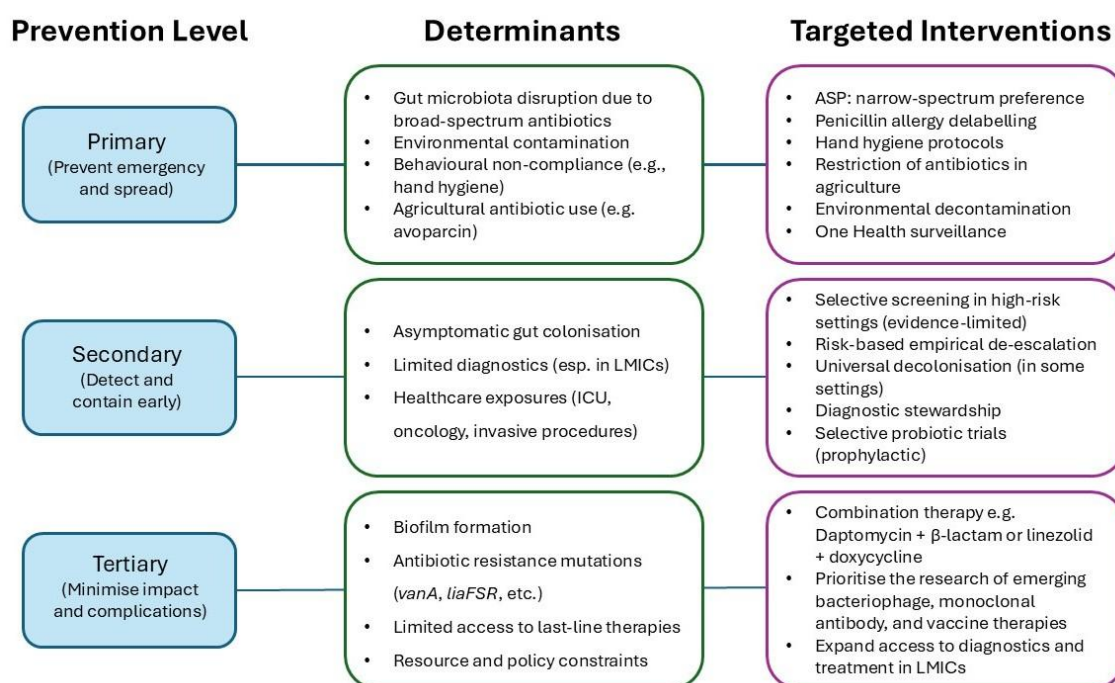 Prevention Level
Determinants
Targeted Interventions
Primary
(Prevent emergency
and spread)
• Gut microbiota disruption due to
broad-spectrum antibiotics
• Environmental contamination
• Behavioural non-compliance (e.g.,
hand hygiene)
• Agricultural antibiotic use (e.g.
avoparcin)
• ASP: narrow-spectrum preference
• Penicillin allergy delabelling
• Hand hygiene protocols
• Restriction of antibiotics in
agriculture
• Environmental decontamination
• One Health surveillance
Secondary
(Detect and
contain early)
• Asymptomatic gut colonisation
• Limited diagnostics (esp. in LMICs)
• Healthcare exposures (ICU,
oncology, invasive procedures)
• Selective screening in high-risk
settings (evidence-limited)
• Risk-based empirical de-escalation
• Universal decolonisation (in some
settings)
• Diagnostic stewardship
• Selective probiotic trials
(prophylactic)
Tertiary
(Minimise impact
and complications)
• Biofilm formation
• Antibiotic resistance mutations
(vanA, liaFSR, etc.)
• Limited access to last-line therapies
• Resource and policy constraints
• Combination therapy e.g.
Daptomycin + β-lactam or linezolid
+ doxycycline
• Prioritise the research of emerging
bacteriophage, monoclonal
antibody, and vaccine therapies
• Expand access to diagnostics and
treatment in LMICs